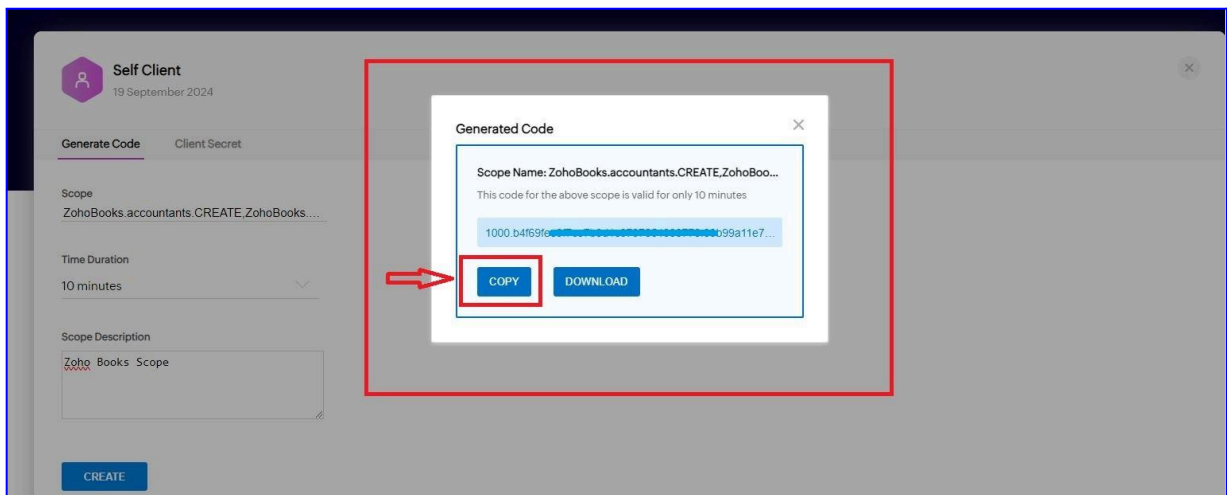 Self Client
19 September 2024
Generate Code Client Secret
Scope
ZohoBooks.accountants.CREATE,ZohoBooks....
Time Duration
10 minutes
Scope Description
Zoho Books Scope
CREATE
Generated Code
Scope Name: ZohoBooks.accountants.CREATE,ZohoBoo...
This code for the above scope is valid for only 10 minutes
1000.b4f69fe b99a11e7...
COPY DOWNLOAD